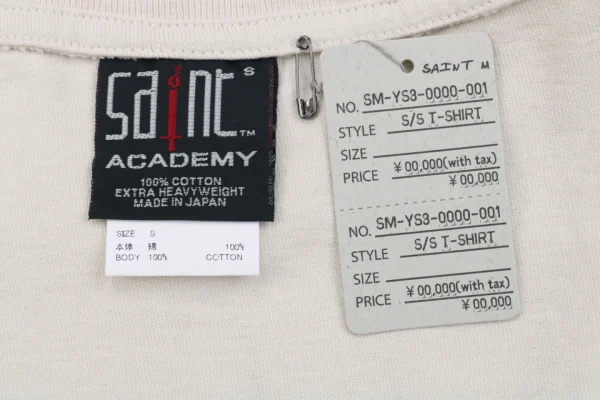 saint S
TM
ACADEMY
100% COTTON
EXTRA HEAVYWEIGHT
MADE IN JAPAN
SIZE S
本体 綿 100%
BODY 100% COTTON
SAINT M
NO. SM-YS3-0000-001
STYLE S/S T-SHIRT
SIZE
PRICE ¥00,000(with tax)
¥00,000
NO. SM-YS3-0000-001
STYLE S/S T-SHIRT
SIZE
PRICE ¥00,000(with tax)
¥00,000